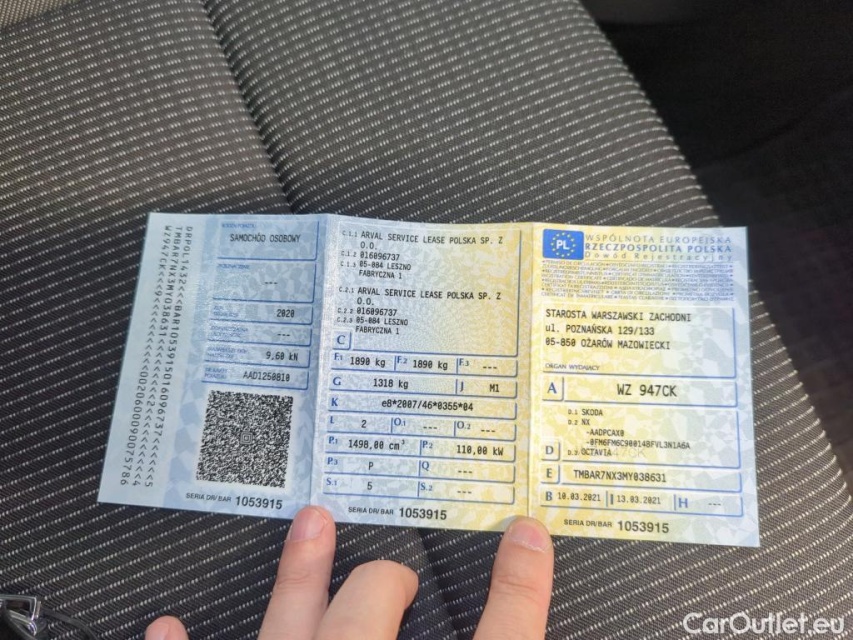 SAMOCHÓD OSOBOWY
---
2020
---
9,60 kN
AAD1250810
SERIA DR/BAR 1053915
C.1.1 ARVAL SERVICE LEASE POLSKA SP. Z
O.O.
C.1.2 016096737
C.1.3 05-084 LESZNO
FABRYCZNA 1
C.2.1 ARVAL SERVICE LEASE POLSKA SP. Z
O.O.
C.2.2 016096737
C.2.3 05-084 LESZNO
FABRYCZNA 1
C
F.1 1890 kg F.2 1890 kg F.3 ---
G 1318 kg J M1
K e8*2007/46*0355*04
L 2 O.1 --- O.2 ---
P.1 1498,00 cm³ P.2 110,00 kW
P.3 P Q ---
S.1 5 S.2 ---
SERIA DR/BAR 1053915
PL
WSPÓLNOTA EUROPEJSKA
RZECZPOSPOLITA POLSKA
Dowód Rejestracyjny
STAROSTA WARSZAWSKI ZACHODNI
ul. POZNAŃSKA 129/133
05-850 OŻARÓW MAZOWIECKI
ORGAN WYDAJĄCY
A WZ 947CK
D.1 SKODA
D.2 NX
-AADPCAX0
-0FM6FM6C90014BFVL3N1A6A
D D.3 OCTAVIA
E TMBAR7NX3MY038631
B 10.03.2021 I 13.03.2021 H ---
SERIA DR/BAR 1053915
CarOutlet.eu